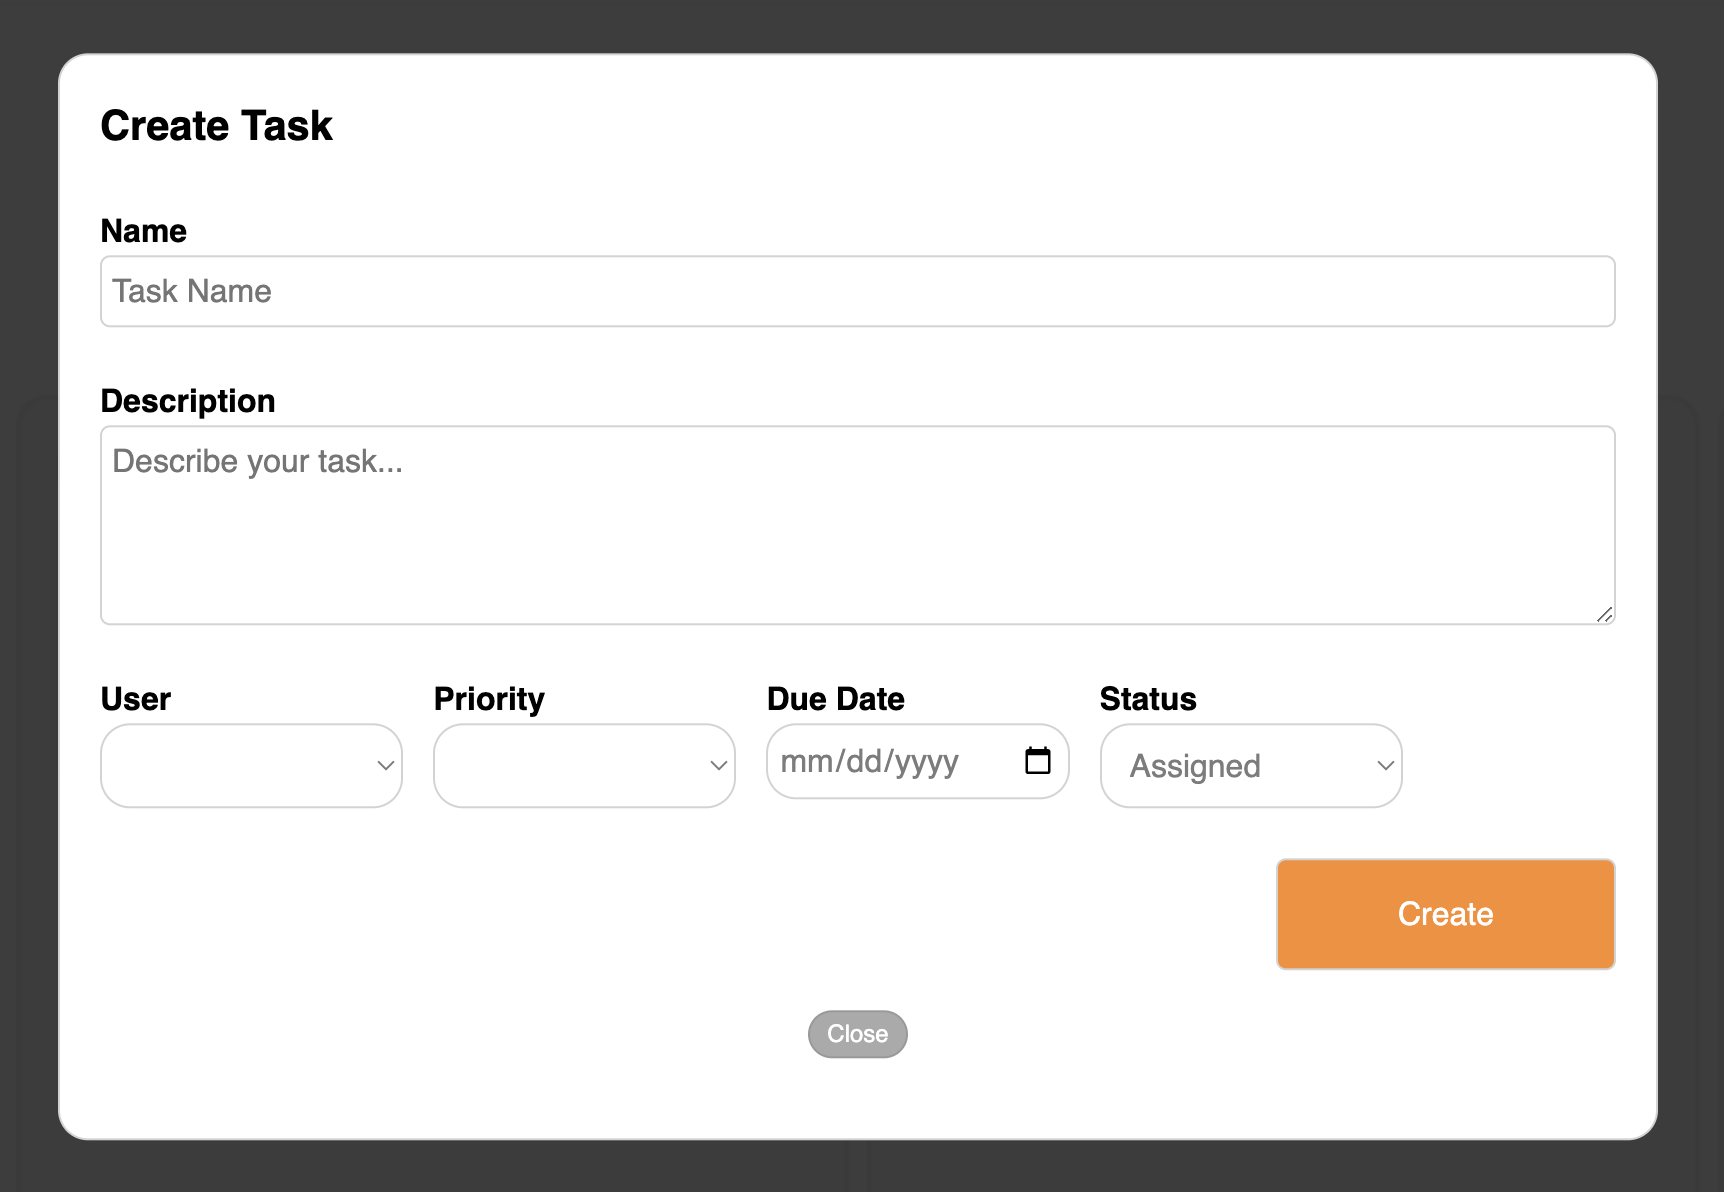 Create Task
Name
Task Name
Description
Describe your task...
User Priority Due Date Status
mm/dd/yyyy Assigned
Create
Close